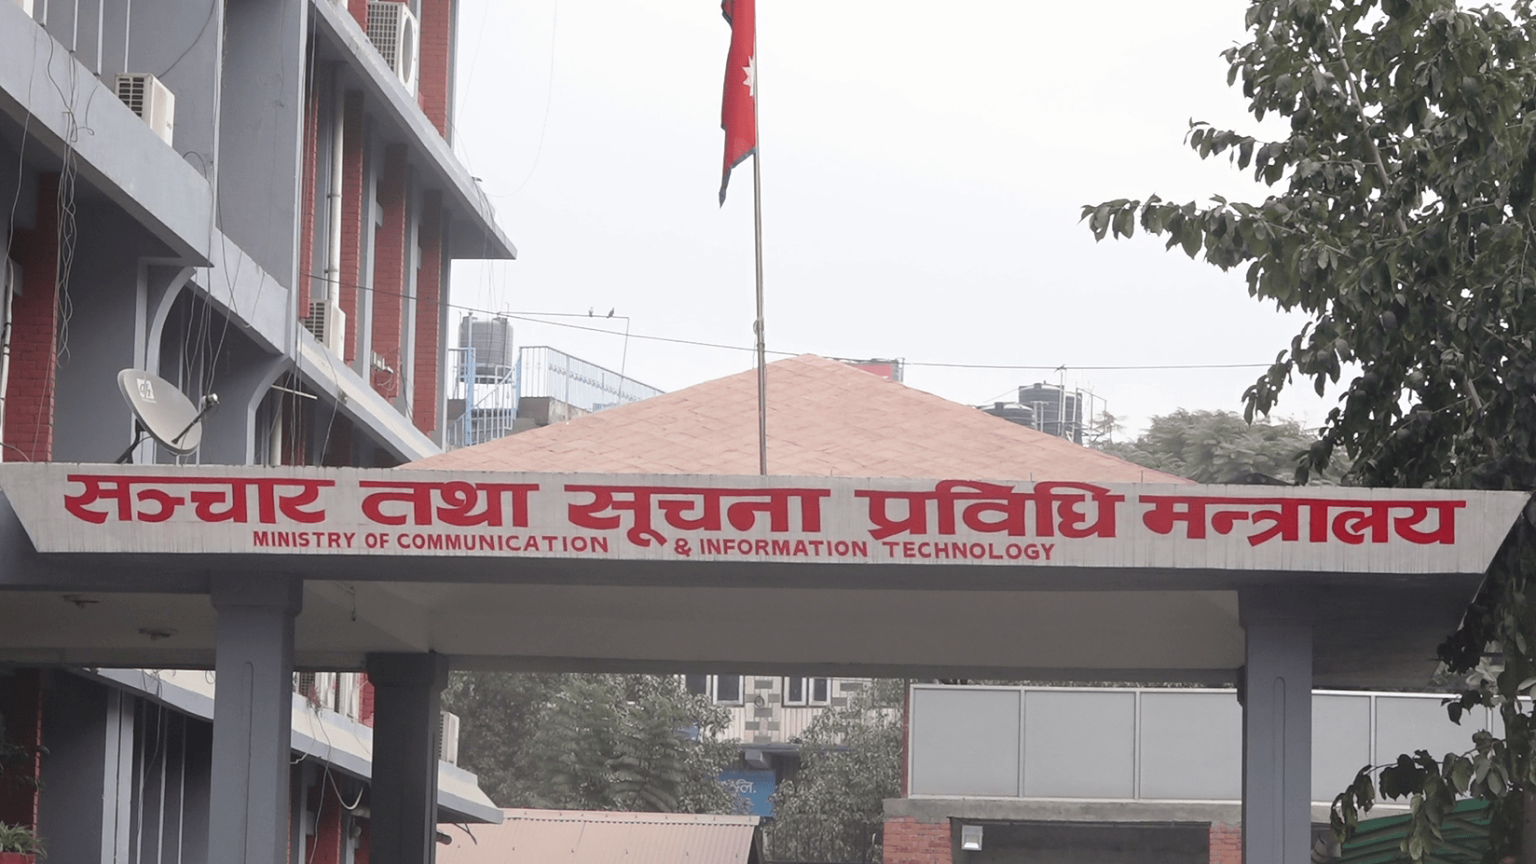 सञ्चार तथा सूचना प्रविधि मन्त्रालय
MINISTRY OF COMMUNICATION & INFORMATION TECHNOLOGY